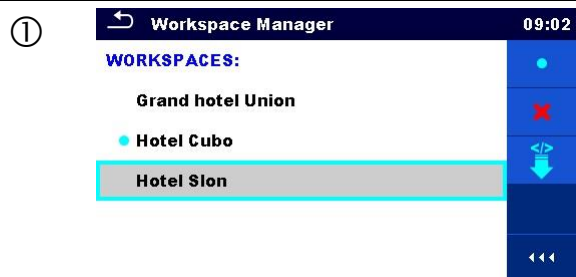 ①
Workspace Manager 09:02
WORKSPACES:
Grand hotel Union
Hotel Cubo
Hotel Slon
</>